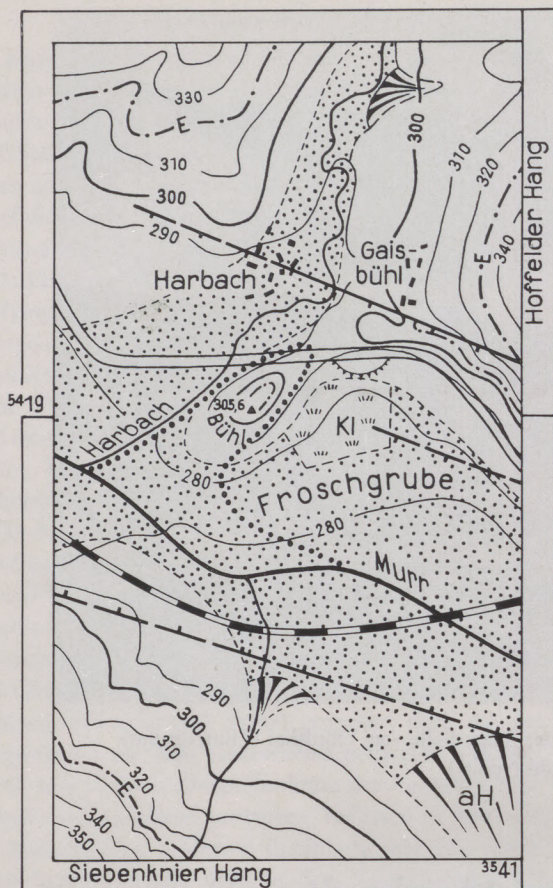 330
E
310
300
290
300
310
320
E
340
Hoffelder Hang
Harbach
Gais-
bühl
5419
Harbach
305,6
Bühl
Kl
280
Froschgrube
280
Murr
290
300
310
320
E
340
350
aH
Siebenknier Hang
3541